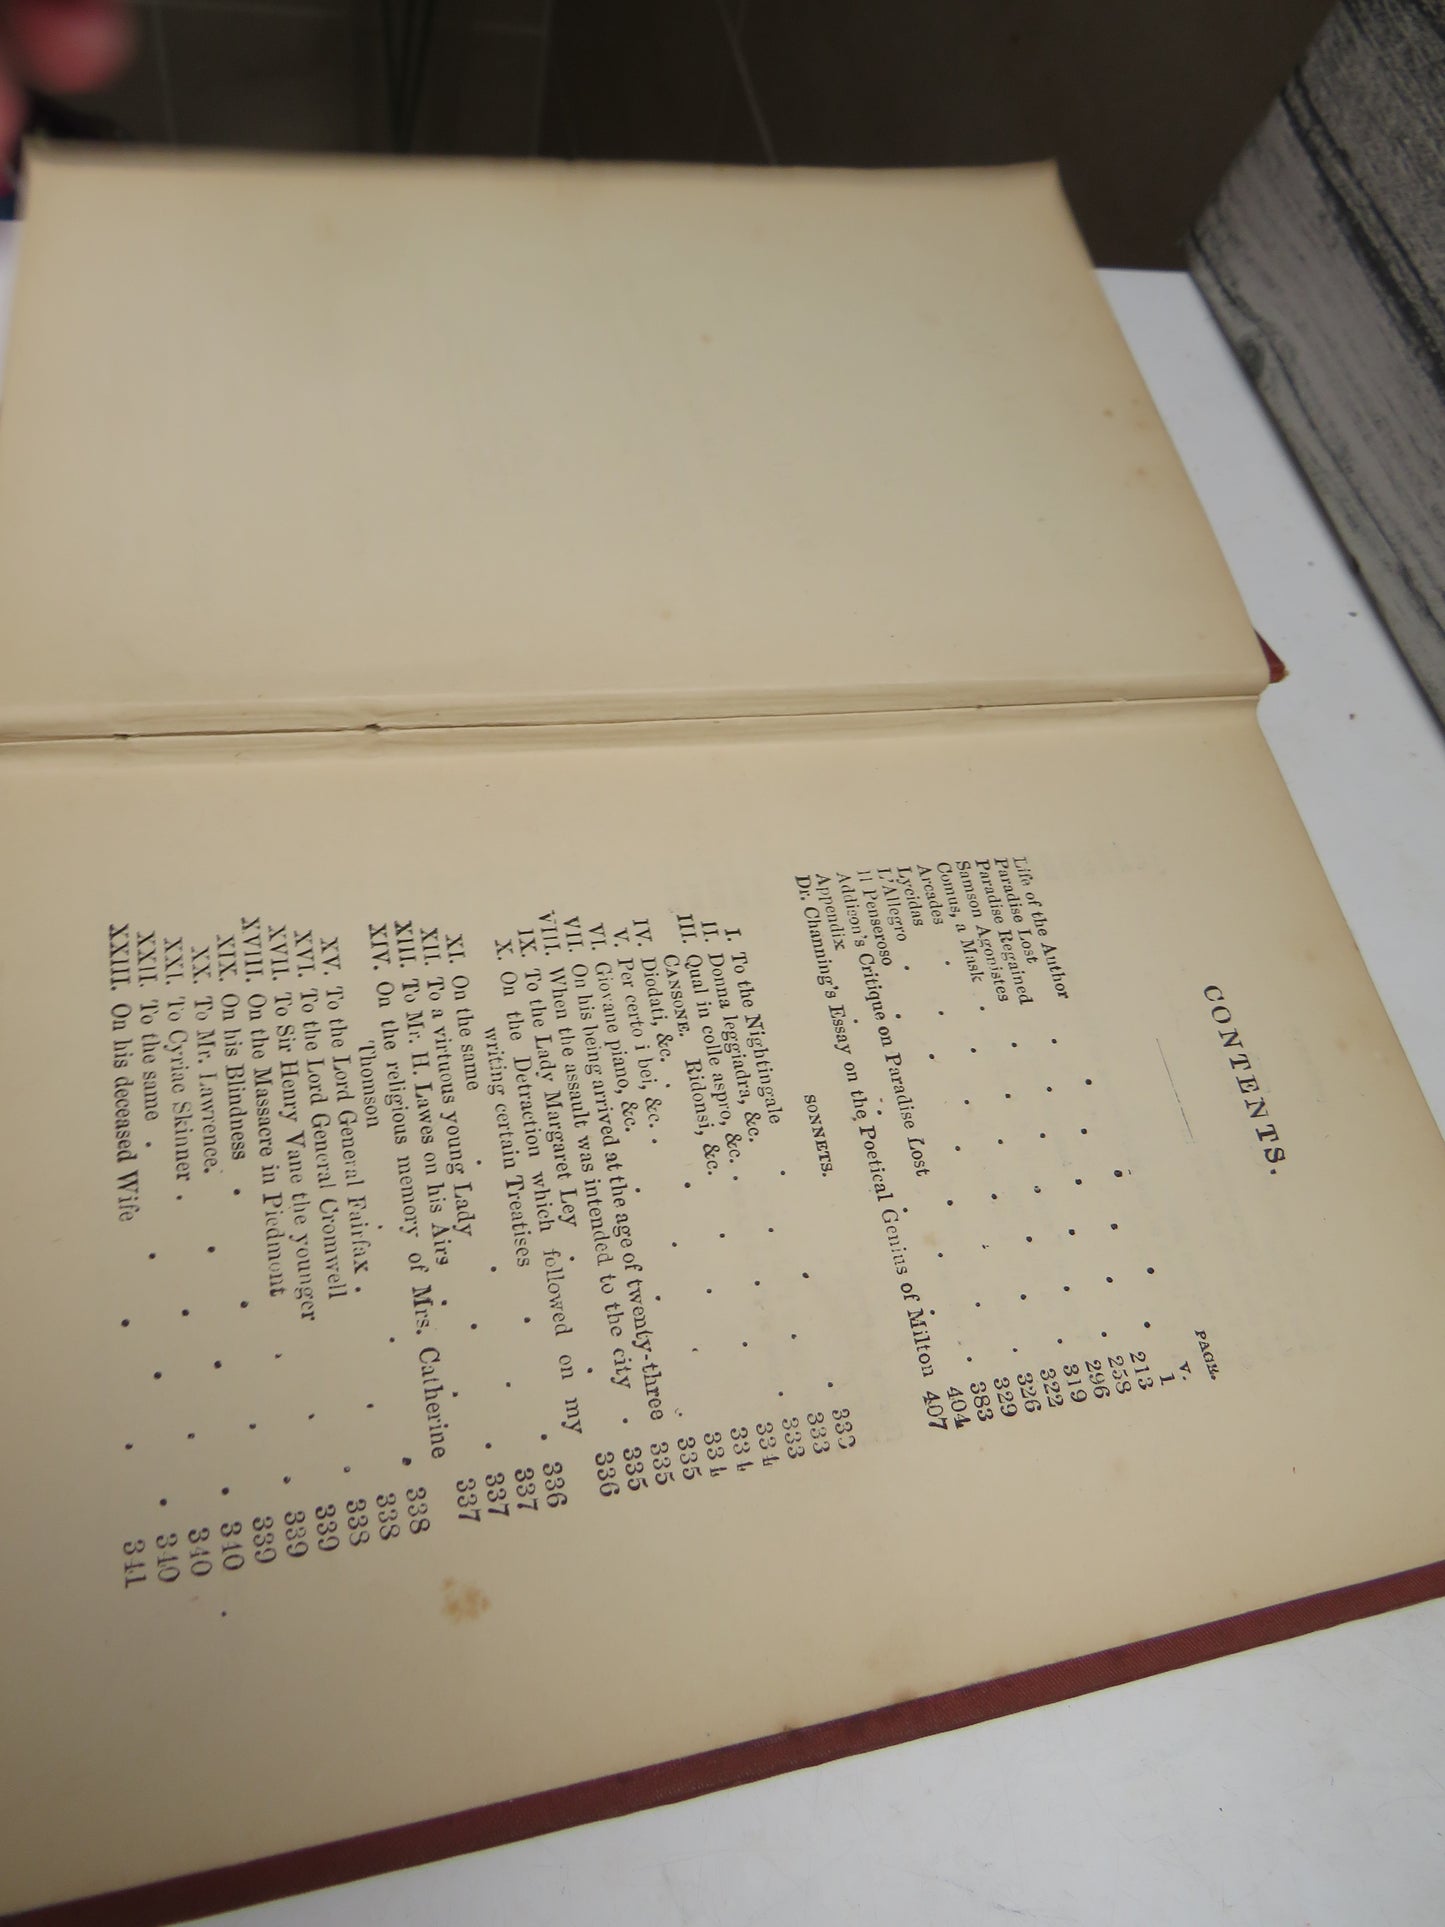 CONTENTS.
PAGE.
Life of the Author v.
Paradise Lost 1
Paradise Regained 213
Samson Agonistes 258
Comus, a Mask 296
Arcades 319
Lycidas 322
L'Allegro 326
Il Penseroso 329
Addison's Critique on Paradise Lost 383
Appendix 404
Dr. Channing's Essay on the Poetical Genius of Milton 407
SONNETS.
I. To the Nightingale 333
II. Donna leggiadra, &c. 333
III. Qual in colle aspro, &c. 333
CANSONE. Ridonsi, &c. 334
IV. Diodati, &c. 334
V. Per certo i bei, &c. 334
VI. Giovane piano, &c. 335
VII. On his being arrived at the age of twenty-three 335
VIII. When the assault was intended to the city 335
IX. To the Lady Margaret Ley 336
X. On the Detraction which followed on my
writing certain Treatises 336
XI. On the same 337
XII. To a virtuous young Lady 337
XIII. To Mr. H. Lawes on his Airs 337
XIV. On the religious memory of Mrs. Catherine
Thomson 338
XV. To the Lord General Fairfax 338
XVI. To the Lord General Cromwell 338
XVII. To Sir Henry Vane the younger 339
XVIII. On the Massacre in Piedmont 339
XIX. On his Blindness 339
XX. To Mr. Lawrence. 340
XXI. To Cyriac Skinner 340
XXII. To the same 340
XXIII. On his deceased Wife 341